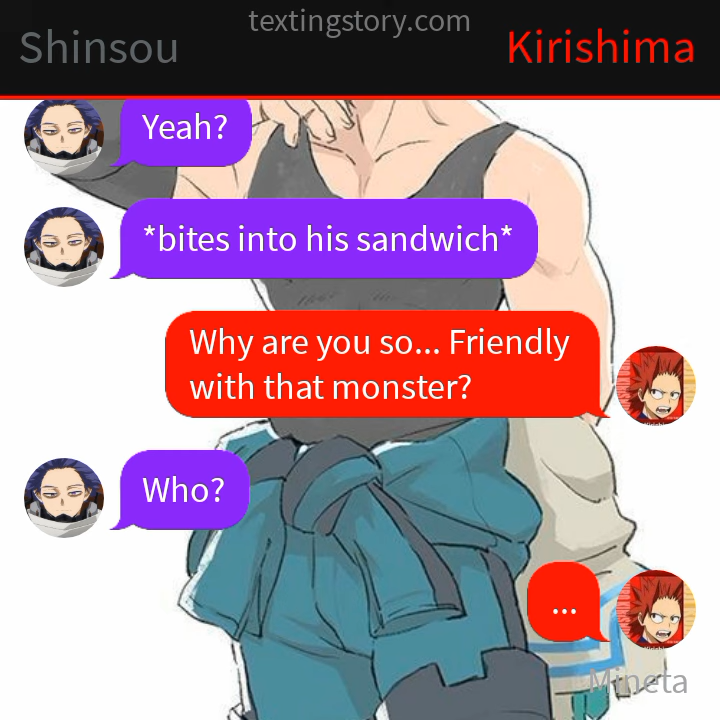 textingstory.com
Shinsou
Kirishima
Yeah?
*bites into his sandwich*
Why are you so... Friendly
with that monster?
Who?
...
Mineta